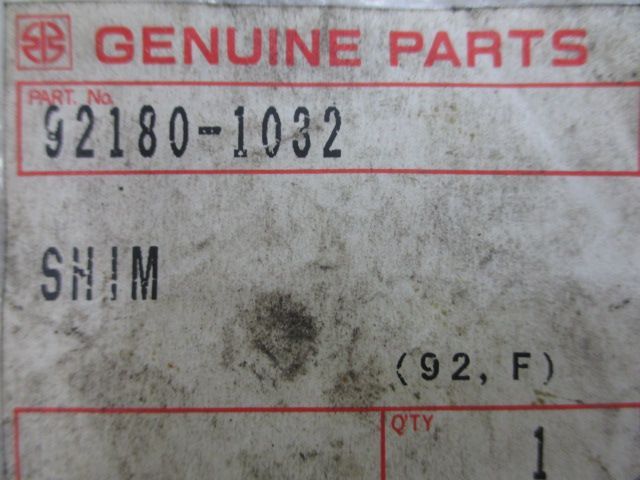 GENUINE PARTS
PART. No.
92180-1032
SHIM
(92, F)
Q'TY
1